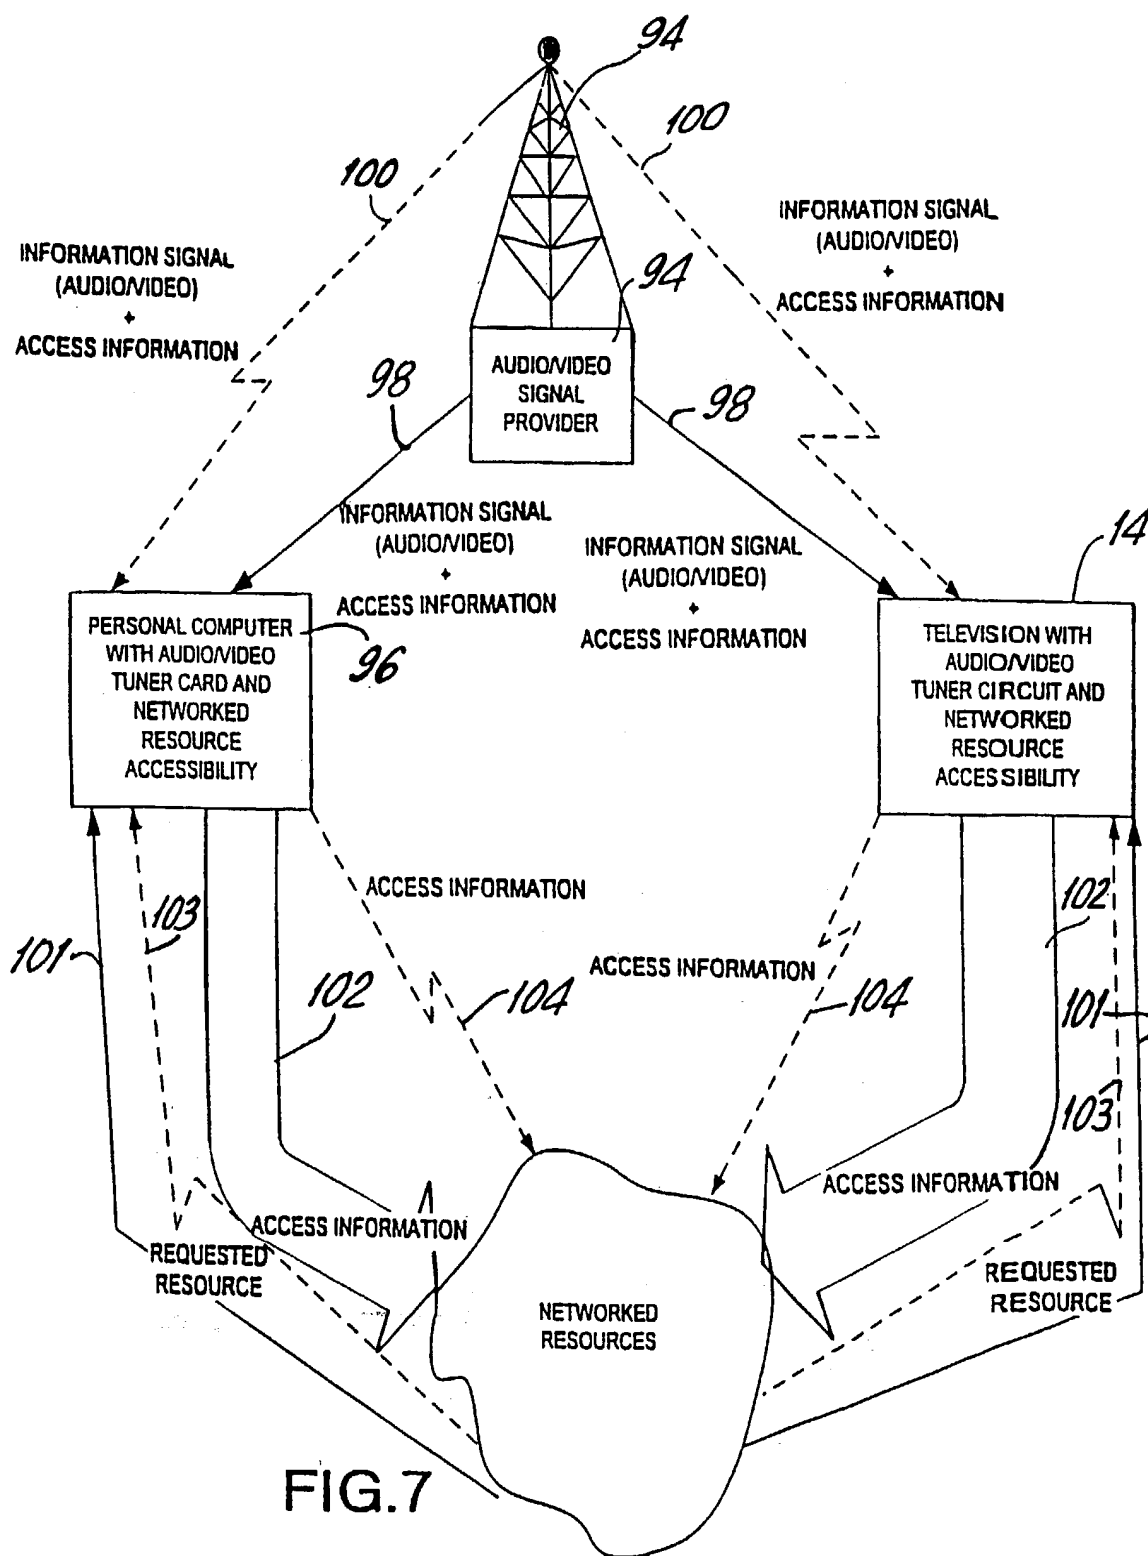 94
100
100
INFORMATION SIGNAL
(AUDIO/VIDEO)
+
ACCESS INFORMATION
INFORMATION SIGNAL
(AUDIO/VIDEO)
+
ACCESS INFORMATION
94
AUDIO/VIDEO
SIGNAL
PROVIDER
98
98
INFORMATION SIGNAL
(AUDIO/VIDEO)
+
ACCESS INFORMATION
INFORMATION SIGNAL
(AUDIO/VIDEO)
+
ACCESS INFORMATION
14
PERSONAL COMPUTER
WITH AUDIO/VIDEO
TUNER CARD AND
NETWORKED
RESOURCE
ACCESSIBILITY
96
TELEVISION WITH
AUDIO/VIDEO
TUNER CIRCUIT AND
NETWORKED
RESOURCE
ACCESSIBILITY
ACCESS INFORMATION
103
101
102
104
ACCESS INFORMATION
104
102
101
103
ACCESS INFORMATION
ACCESS INFORMATION
REQUESTED
RESOURCE
REQUESTED
RESOURCE
NETWORKED
RESOURCES
FIG.7